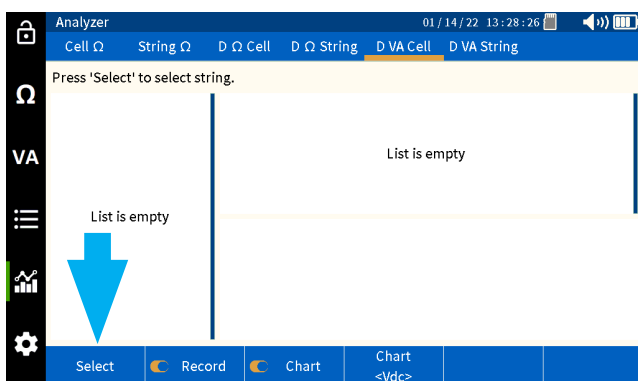 Analyzer 01/14/22 13:28:26
Cell Ω String Ω D Ω Cell D Ω String D VA Cell D VA String
Press 'Select' to select string.
Ω
List is empty
VA
List is empty
Select Record Chart Chart
<Vdc>